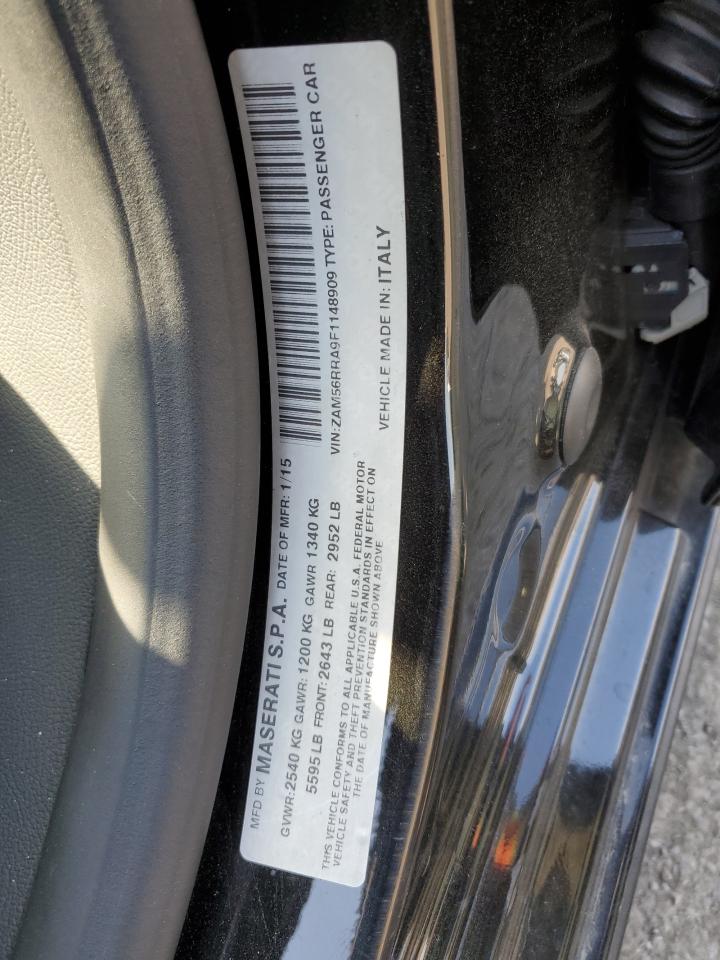 MFD BY MASERATI S.P.A. DATE OF MFR: 1/15
GVWR: 2540 KG GAWR: 1200 KG GAWR 1340 KG
5595 LB FRONT: 2643 LB REAR: 2952 LB
VIN: ZAM56RRA9F1148909 TYPE: PASSENGER CAR
THIS VEHICLE CONFORMS TO ALL APPLICABLE U.S.A. FEDERAL MOTOR
VEHICLE SAFETY AND THEFT PREVENTION STANDARDS IN EFFECT ON
THE DATE OF MANUFACTURE SHOWN ABOVE
VEHICLE MADE IN: ITALY